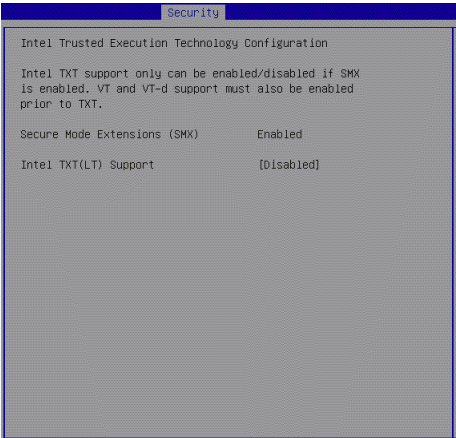 Security
Intel Trusted Execution Technology Configuration
Intel TXT support only can be enabled/disabled if SMX
is enabled. VT and VT-d support must also be enabled
prior to TXT.
Secure Mode Extensions (SMX) Enabled
Intel TXT(LT) Support [Disabled]